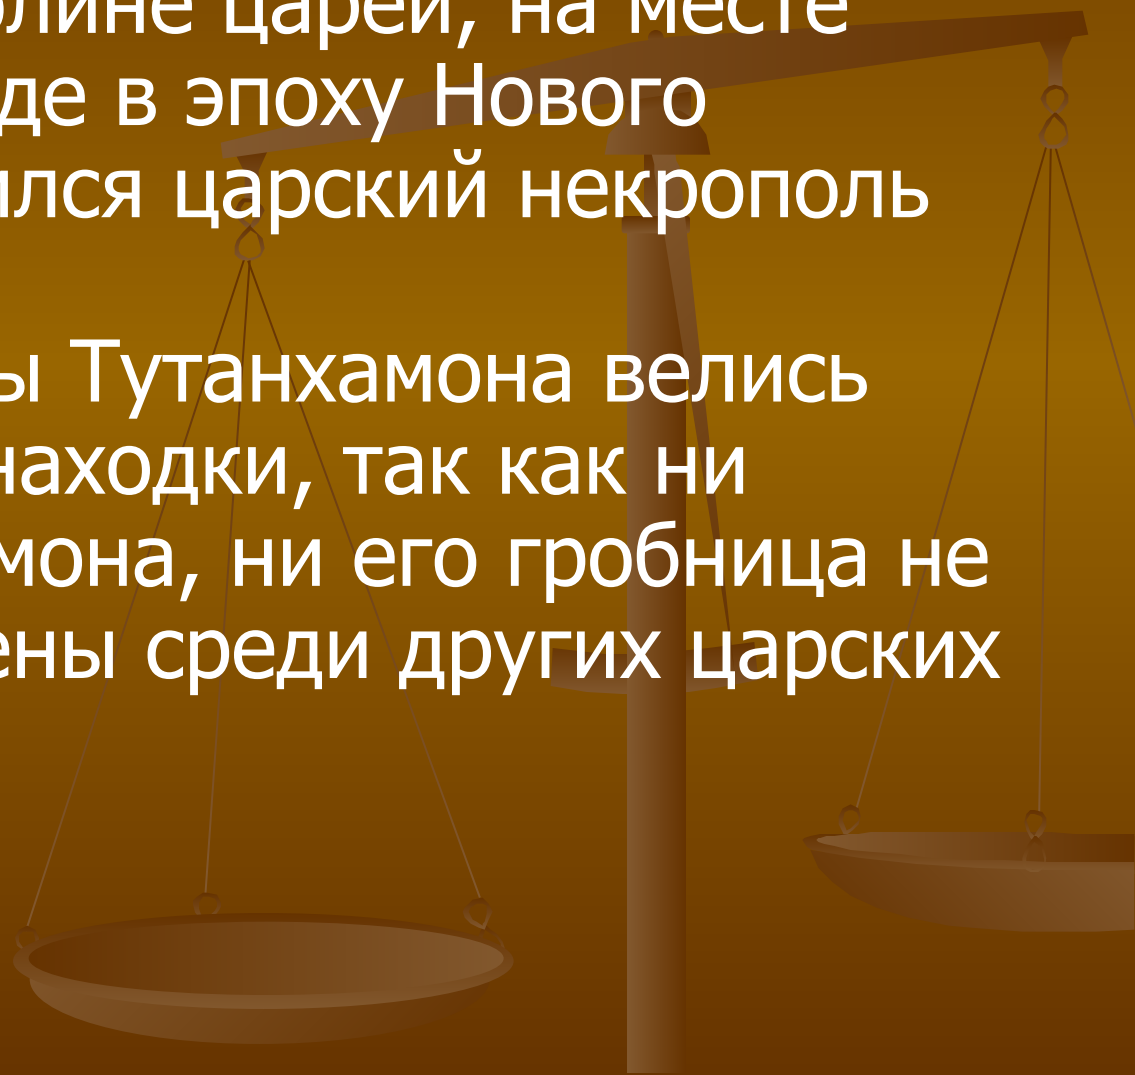 олине царей, на месте
де в эпоху Нового
ился царский некрополь
ы Тутанхамона велись
находки, так как ни
мона, ни его гробница не
ены среди других царских